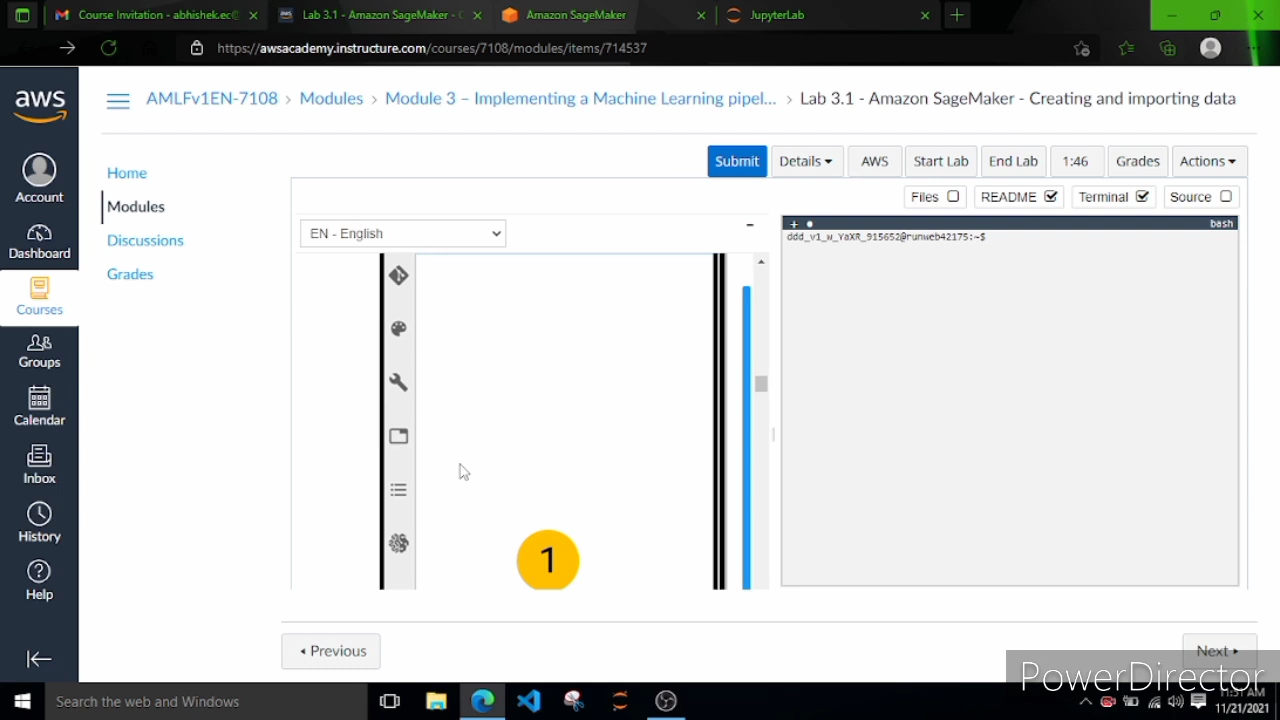 Course Invitation - abhishek.ec@
Lab 3.1 - Amazon SageMaker - C
Amazon SageMaker
JupyterLab
https://awsacademy.instructure.com/courses/7108/modules/items/714537
aws
AMLFv1EN-7108 › Modules › Module 3 – Implementing a Machine Learning pipel... › Lab 3.1 - Amazon SageMaker - Creating and importing data
Account
Dashboard
Courses
Groups
Calendar
Inbox
History
Help
Home
Modules
Discussions
Grades
Submit Details AWS Start Lab End Lab 1:46 Grades Actions
Files README Terminal Source
EN - English
bash
ddd_v1_w_YaXR_915652@runweb42175:~$
1
Previous
Next
PowerDirector
Search the web and Windows
11/21/2021